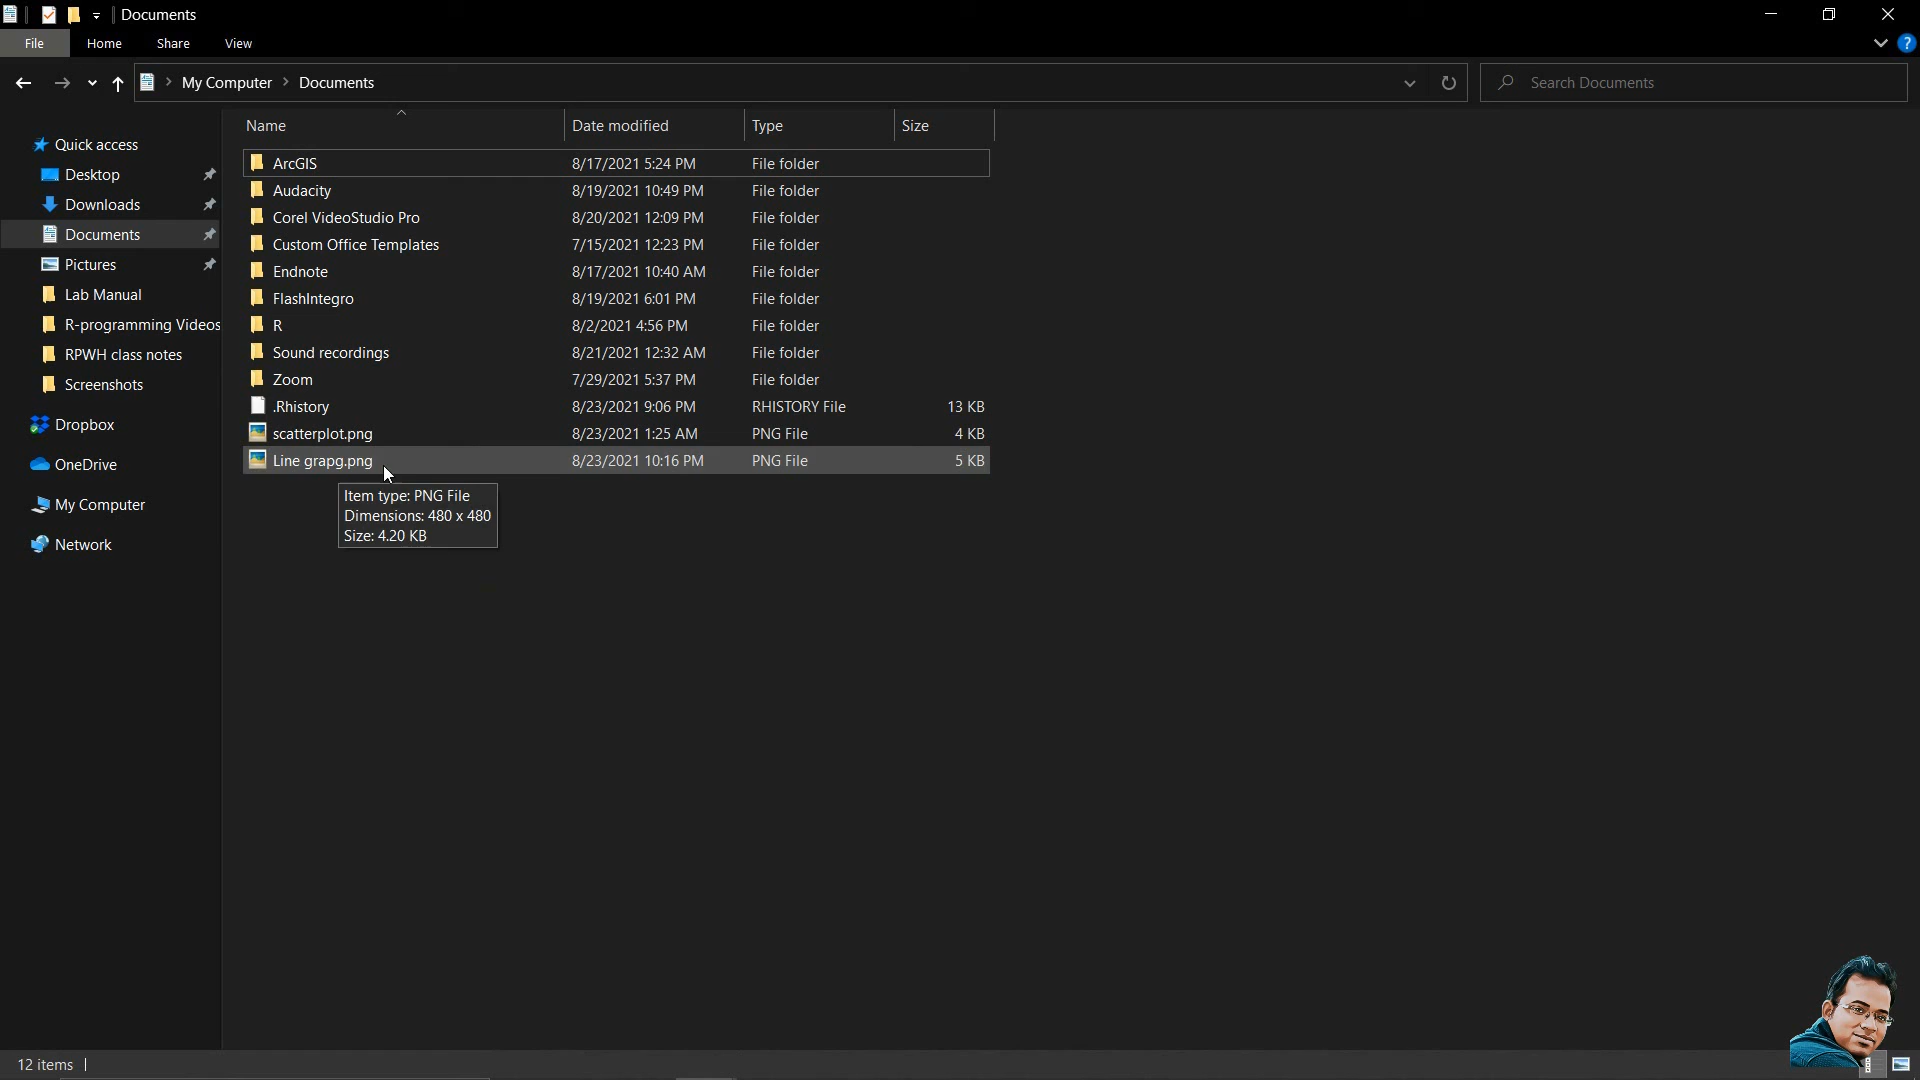 Documents
File Home Share View
?
My Computer > Documents
Search Documents
Name Date modified Type Size
Quick access
Desktop
Downloads
Documents
Pictures
Lab Manual
R-programming Videos
RPWH class notes
Screenshots
Dropbox
OneDrive
My Computer
Network
ArcGIS 8/17/2021 5:24 PM File folder
Audacity 8/19/2021 10:49 PM File folder
Corel VideoStudio Pro 8/20/2021 12:09 PM File folder
Custom Office Templates 7/15/2021 12:23 PM File folder
Endnote 8/17/2021 10:40 AM File folder
FlashIntegro 8/19/2021 6:01 PM File folder
R 8/2/2021 4:56 PM File folder
Sound recordings 8/21/2021 12:32 AM File folder
Zoom 7/29/2021 5:37 PM File folder
.Rhistory 8/23/2021 9:06 PM RHISTORY File 13 KB
scatterplot.png 8/23/2021 1:25 AM PNG File 4 KB
Line grapg.png 8/23/2021 10:16 PM PNG File 5 KB
Item type: PNG File
Dimensions: 480 x 480
Size: 4.20 KB
12 items